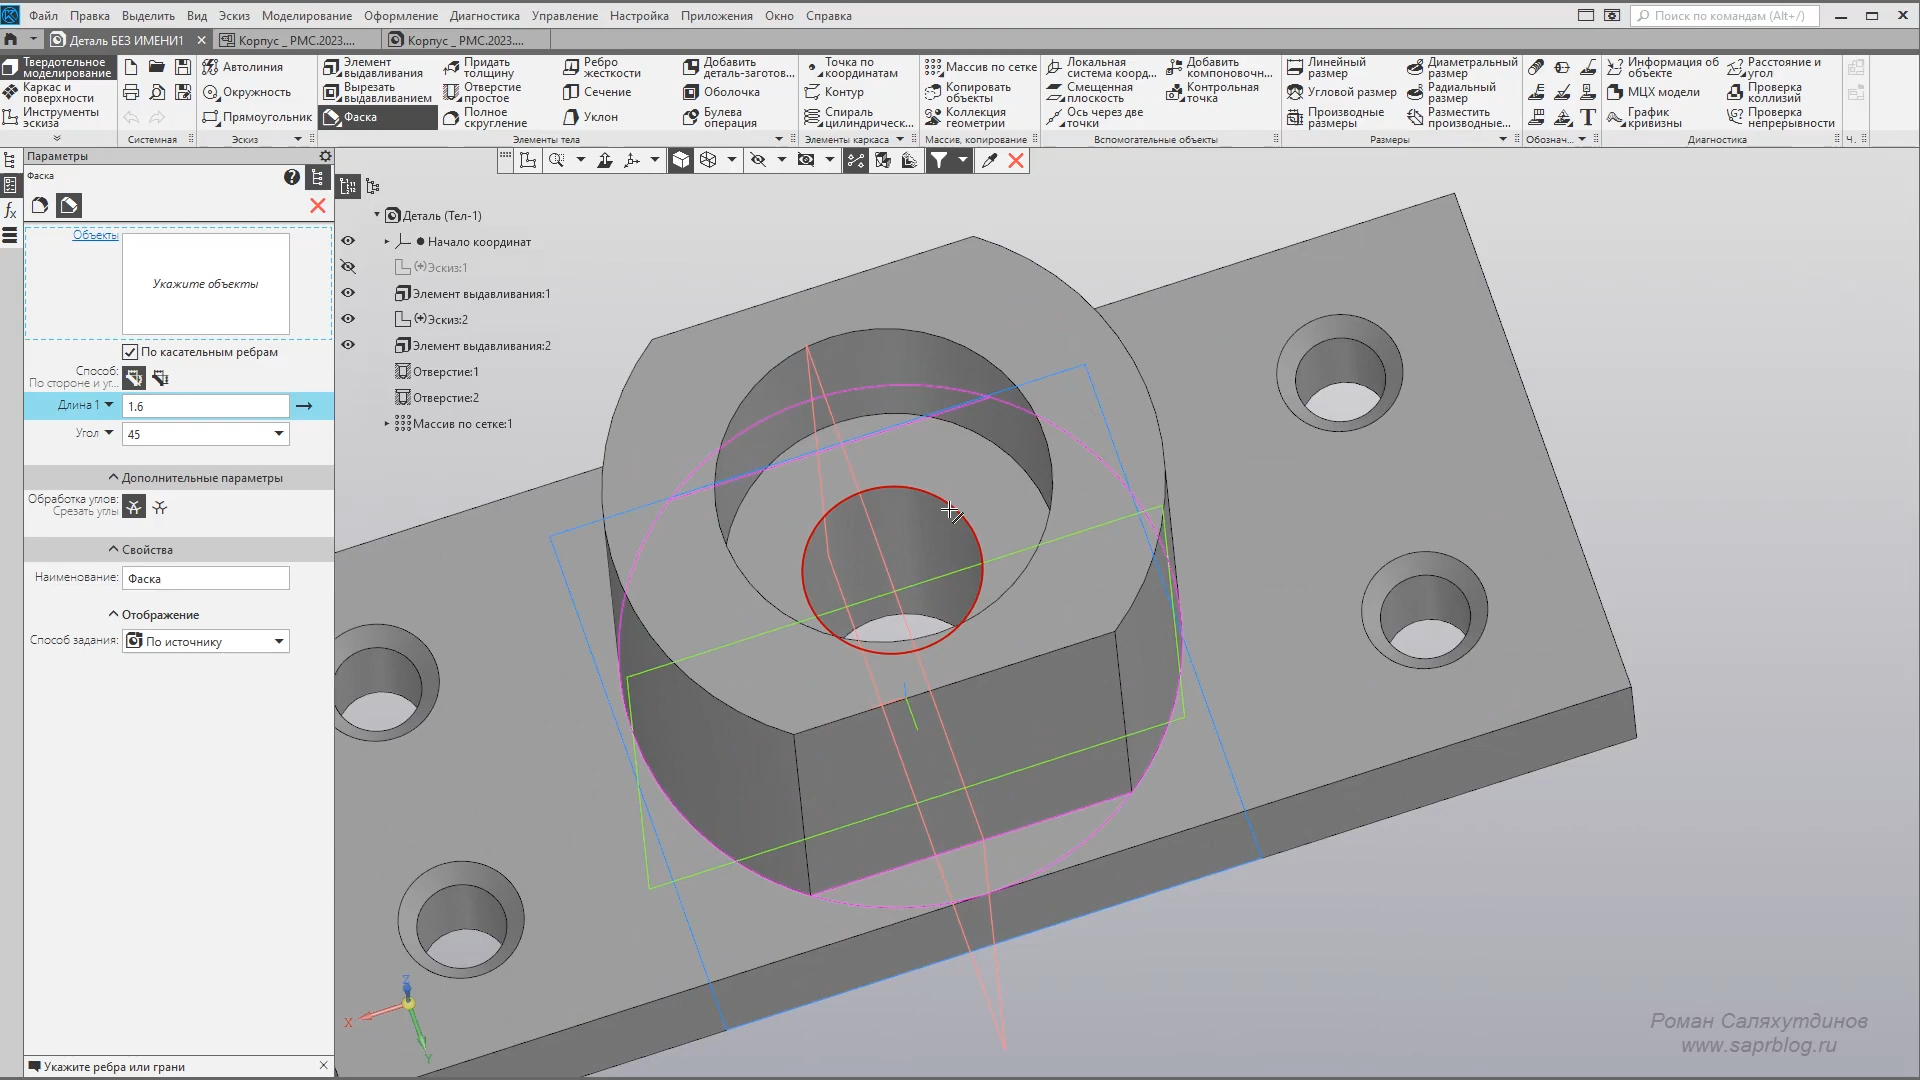 Файл Правка Выделить Вид Эскиз Моделирование Оформление Диагностика Управление Настройка Приложения Окно Справка
Поиск по командам (Alt+/)
Деталь БЕЗ ИМЕНИ1
Корпус _ РМС.2023....
Корпус _ РМС.2023....
Твердотельное моделирование
Каркас и поверхности
Инструменты эскиза
Системная
Автолиния
Окружность
Прямоугольник
Эскиз
Элемент выдавливания
Вырезать выдавливанием
Фаска
Придать толщину
Отверстие простое
Полное скругление
Ребро жесткости
Сечение
Уклон
Добавить деталь-заготов...
Оболочка
Булева операция
Элементы тела
Точка по координатам
Контур
Спираль цилиндрическ...
Элементы каркаса
Массив по сетке
Копировать объекты
Коллекция геометрии
Массив, копирование
Локальная система коорд...
Смещенная плоскость
Ось через две точки
Добавить компоновочн...
Контрольная точка
Вспомогательные объекты
Линейный размер
Угловой размер
Производные размеры
Диаметральный размер
Радиальный размер
Разместить производные...
Размеры
Обознач...
Информация об объекте
МЦХ модели
График кривизны
Расстояние и угол
Проверка коллизий
Проверка непрерывности
Диагностика
Ч...
Параметры
Фаска
Объекты
Укажите объекты
По касательным ребрам
Способ:
По стороне и уг...
Длина 1 1.6
Угол 45
Дополнительные параметры
Обработка углов:
Срезать углы
Свойства
Наименование: Фаска
Отображение
Способ задания: По источнику
Укажите ребра или грани
Деталь (Тел-1)
Начало координат
(+)Эскиз:1
Элемент выдавливания:1
(+)Эскиз:2
Элемент выдавливания:2
Отверстие:1
Отверстие:2
Массив по сетке:1
Z
X
Y
Роман Саляхутдинов
www.saprblog.ru